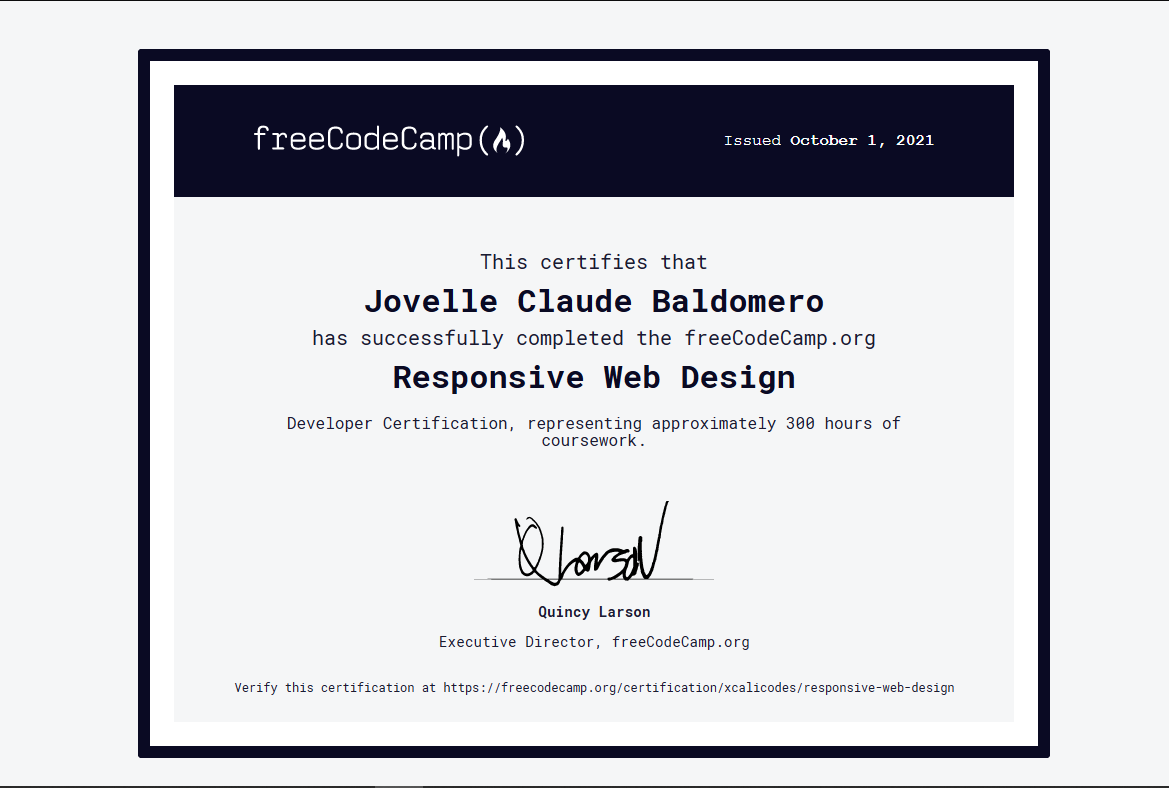 freeCodeCamp(🔥)
Issued October 1, 2021
This certifies that
Jovelle Claude Baldomero
has successfully completed the freeCodeCamp.org
Responsive Web Design
Developer Certification, representing approximately 300 hours of
coursework.
Q Larson
Quincy Larson
Executive Director, freeCodeCamp.org
Verify this certification at https://freecodecamp.org/certification/xcalicodes/responsive-web-design